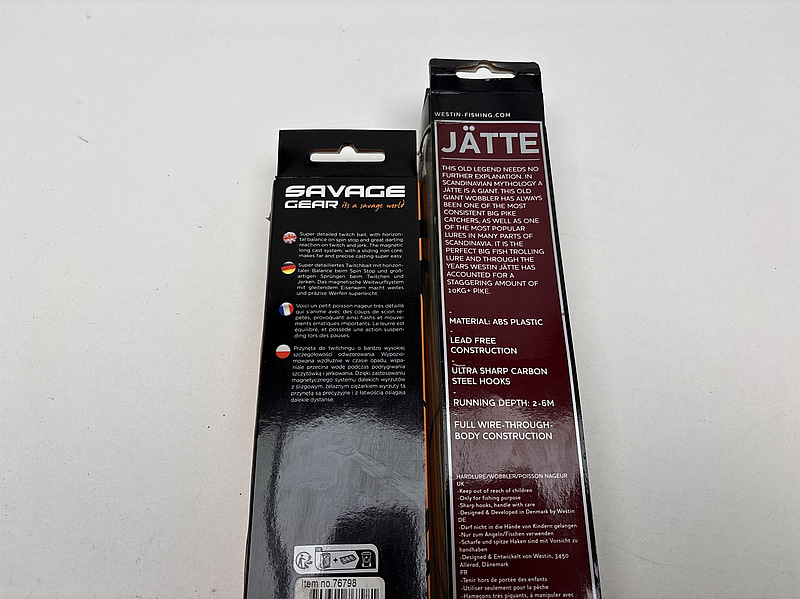 SAVAGE
GEAR its a savage world
Super detailed twitch bait, with horizon-
tal balance on spin stop and great darting
reaction on twitch and jerk. The magnetic
long cast system, with a sliding iron core,
makes far and precise casting super easy.
Super detailliertes Twitchbait mit horizon-
taler Balance beim Spin Stop und groß-
artigen Sprüngen beim Twitchen und
Jerken. Das magnetische Weitwurfsystem
mit gleitendem Eisenkern macht weites
und präzise Werfen superleicht.
Voici un petit poisson nageur très détaillé
qui s'anime avec des coups de scion ré-
pétés, provoquant ainsi flashs et mouve-
ments erratiques importants. Le leurre est
équilibré, et possède une action suspen-
ding lors des pauses.
Przynęta do twitchingu o bardzo wysokiej
szczegółowości odwzorowania. Wypozio-
mowana wzdłużnie w czasie opadu, wspa-
niale przecina wodę podczas podrygiwania
szczytówką i jerkowania. Dzięki zastosowaniu
magnetycznego systemu dalekich wyrzutów
z ślizgowym, żelaznym ciężarkiem wyrzuty tą
przynętą są precyzyjne i z łatwością osiągają
dalekie dystanse.
Item no.76798
WESTIN-FISHING.COM
JÄTTE
THIS OLD LEGEND NEEDS NO
FURTHER EXPLANATION. IN
SCANDINAVIAN MYTHOLOGY A
JÄTTE IS A GIANT. THIS OLD
GIANT WOBBLER HAS ALWAYS
BEEN ONE OF THE MOST
CONSISTENT BIG PIKE
CATCHERS, AS WELL AS ONE
OF THE MOST POPULAR
LURES IN MANY PARTS OF
SCANDINAVIA. IT IS THE
PERFECT BIG FISH TROLLING
LURE AND THROUGH THE
YEARS WESTIN JÄTTE HAS
ACCOUNTED FOR A
STAGGERING AMOUNT OF
10KG+ PIKE.
-
MATERIAL: ABS PLASTIC
-
LEAD FREE
CONSTRUCTION
-
ULTRA SHARP CARBON
STEEL HOOKS
-
RUNNING DEPTH: 2-6M
-
FULL WIRE-THROUGH-
BODY CONSTRUCTION
HARDLURE/WOBBLER/POISSON NAGEUR
UK
-Keep out of reach of children
-Only for fishing purpose
-Sharp hooks, handle with care
-Designed & Developed in Denmark by Westin
DE
-Darf nicht in die Hände von Kindern gelangen
-Nur zum Angeln/Fischen verwenden
-Scharfe und spitze Haken sind mit Vorsicht zu
handhaben
-Designed & Entwickelt von Westin, 3450
Allerød, Dänemark
FR
-Tenir hors de portée des enfants
-Utiliser seulement pour la pêche
-Hameçons très piquants, à manipuler avec